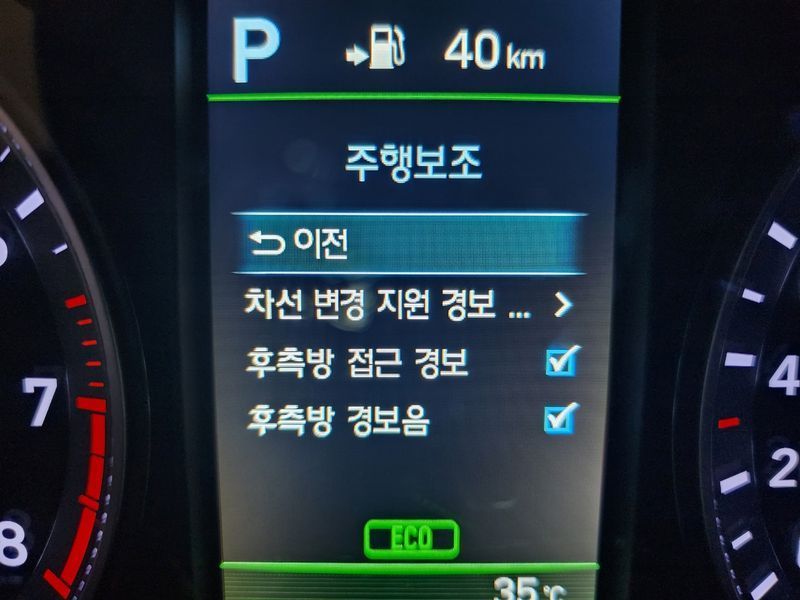 P 40 km
주행보조
이전
차선 변경 지원 경보 ...
후측방 접근 경보
후측방 경보음
7
4
2
8
ECO
35 °C